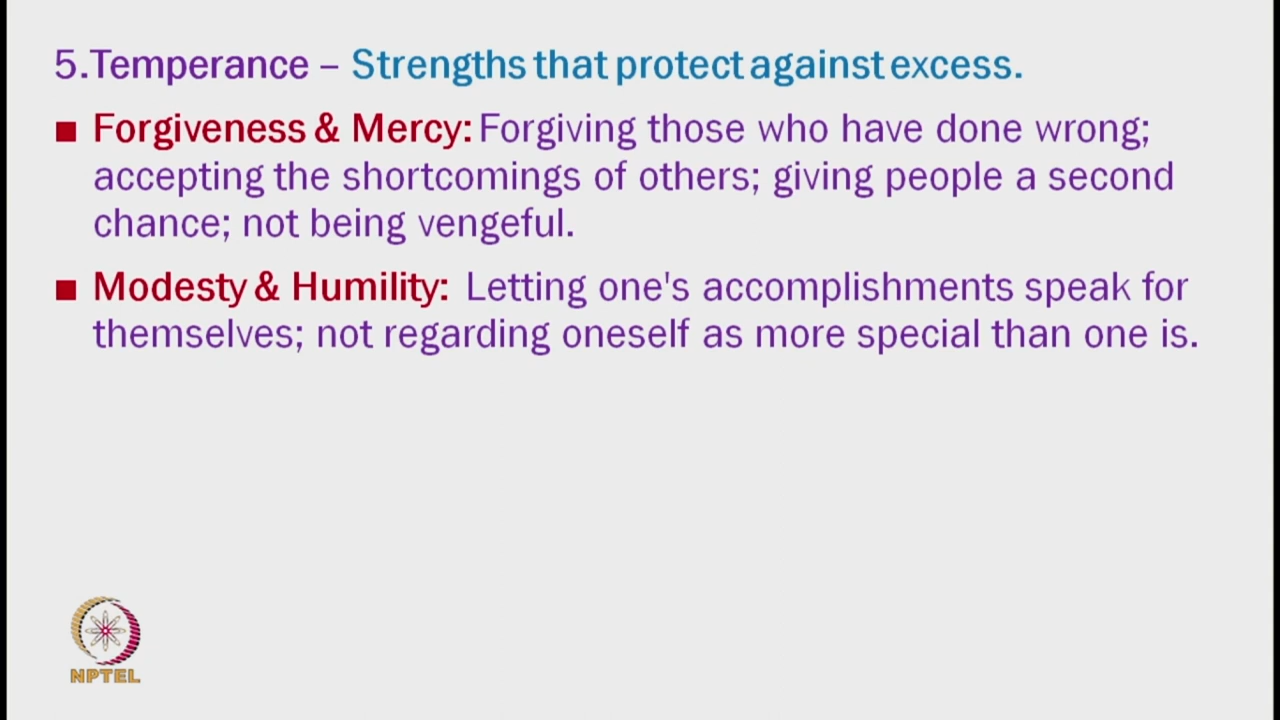 5.Temperance – Strengths that protect against excess.
■ Forgiveness & Mercy: Forgiving those who have done wrong;
accepting the shortcomings of others; giving people a second
chance; not being vengeful.
■ Modesty & Humility: Letting one's accomplishments speak for
themselves; not regarding oneself as more special than one is.
NPTEL